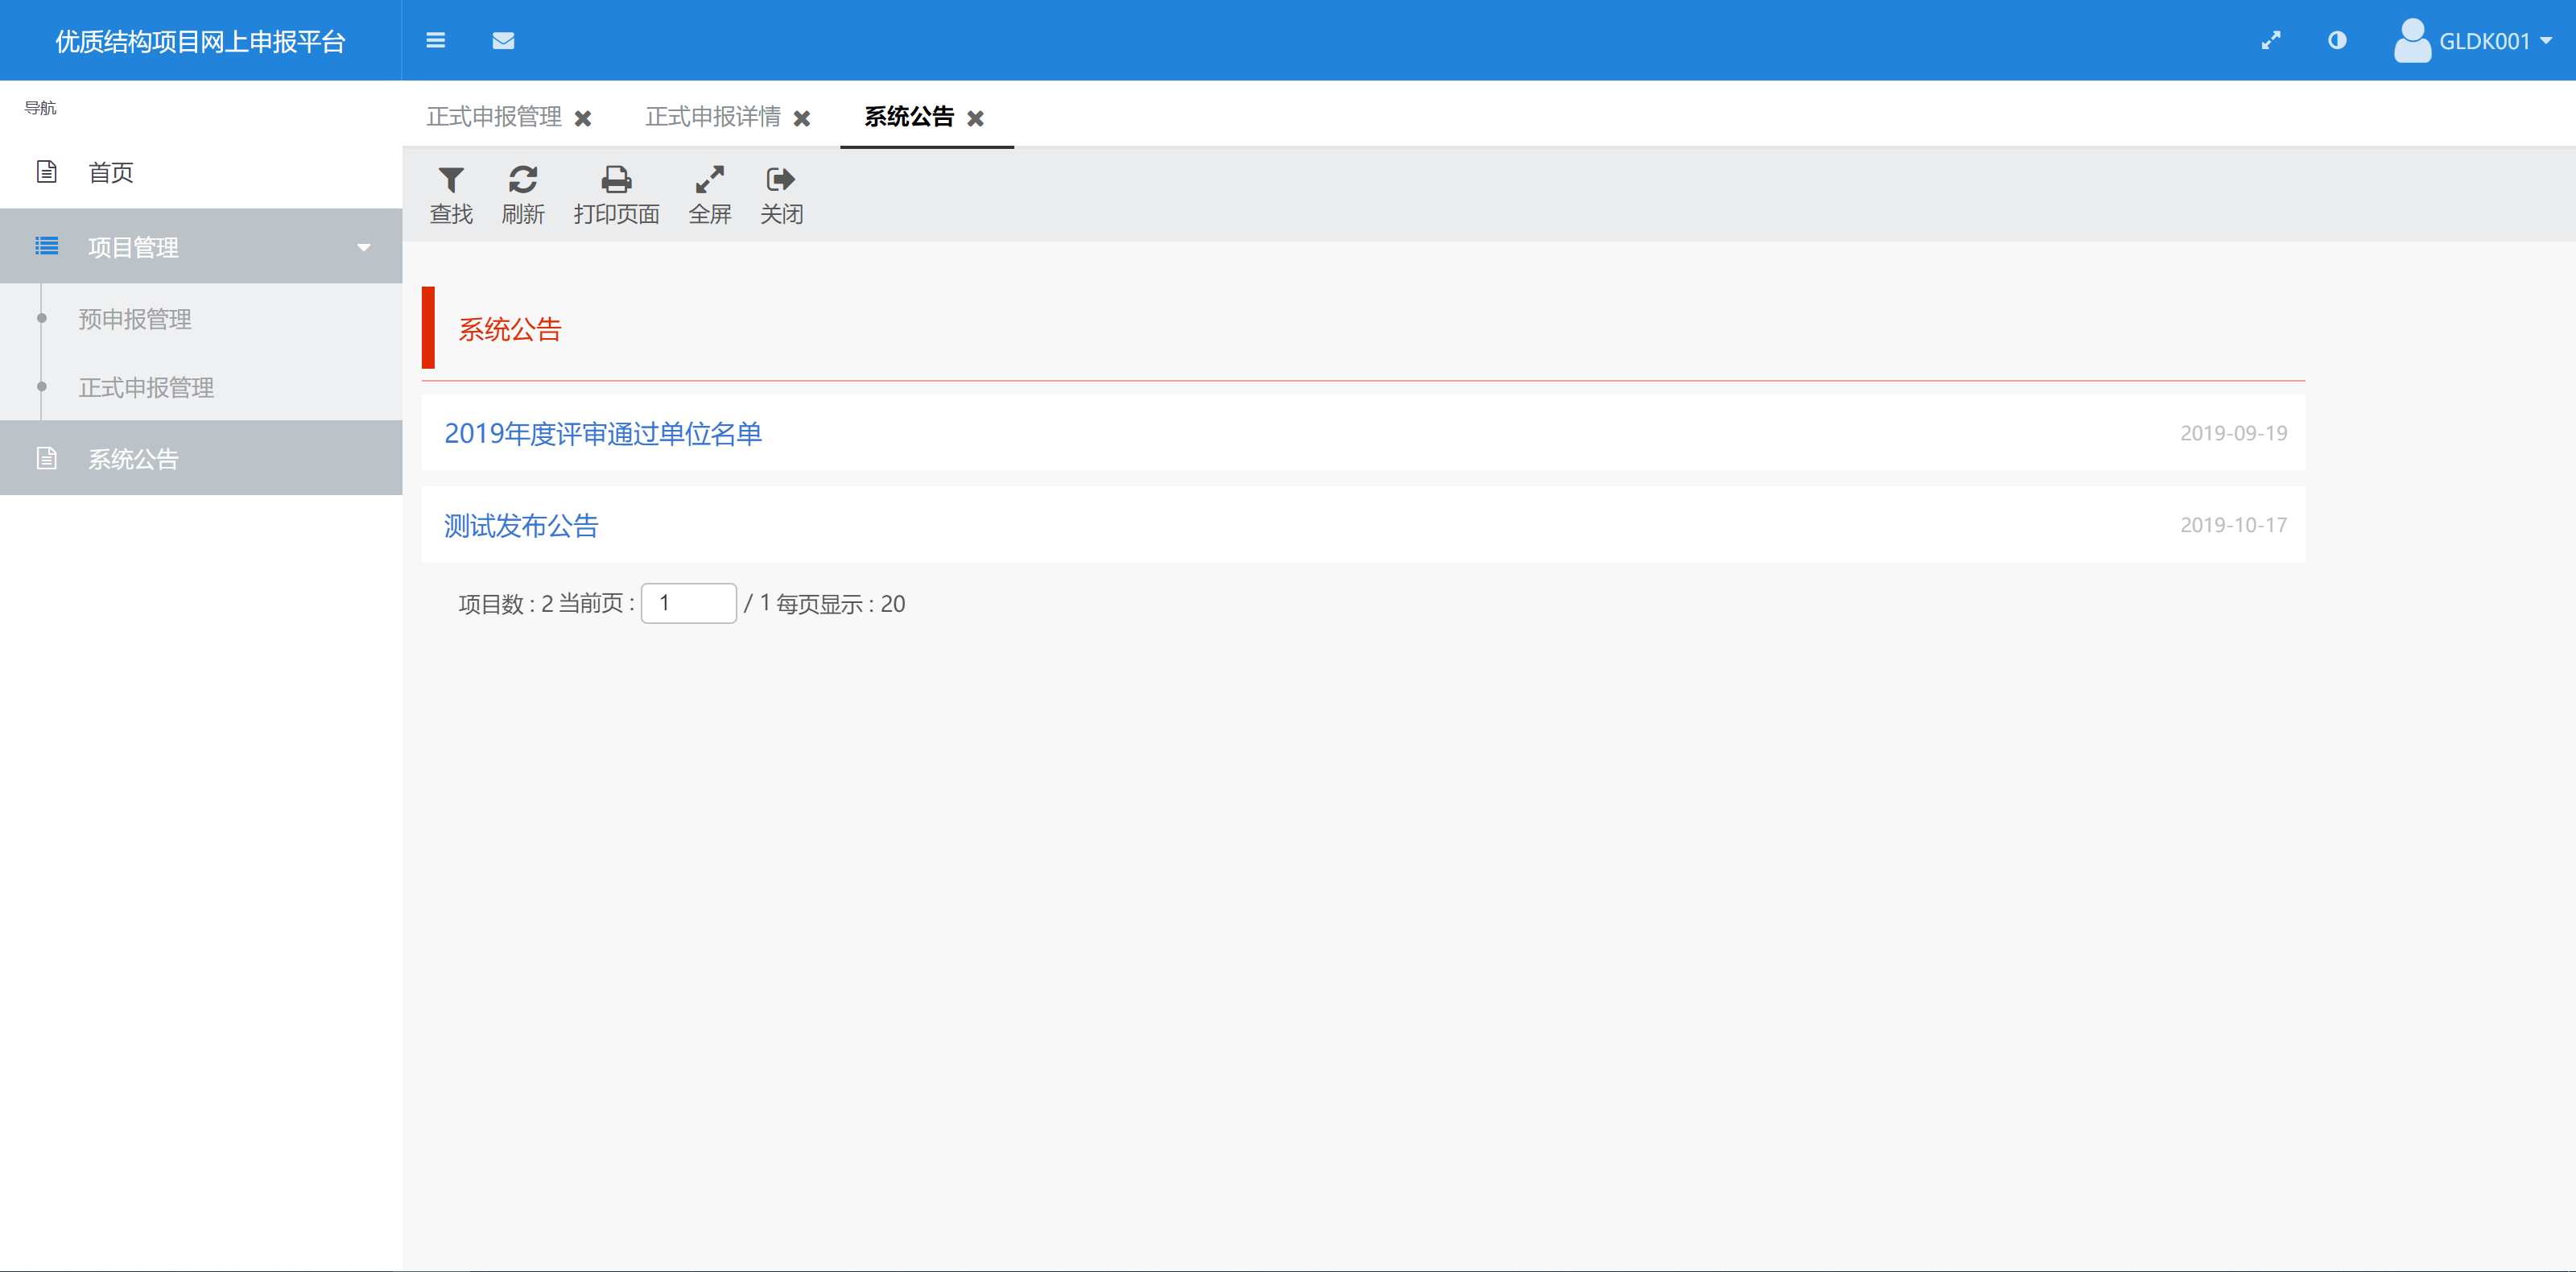 优质结构项目网上申报平台
GLDK001
导航
首页
项目管理
预申报管理
正式申报管理
系统公告
正式申报管理 正式申报详情 系统公告
查找 刷新 打印页面 全屏 关闭
系统公告
2019年度评审通过单位名单 2019-09-19
测试发布公告 2019-10-17
项目数 : 2 当前页 : 1 / 1 每页显示 : 20